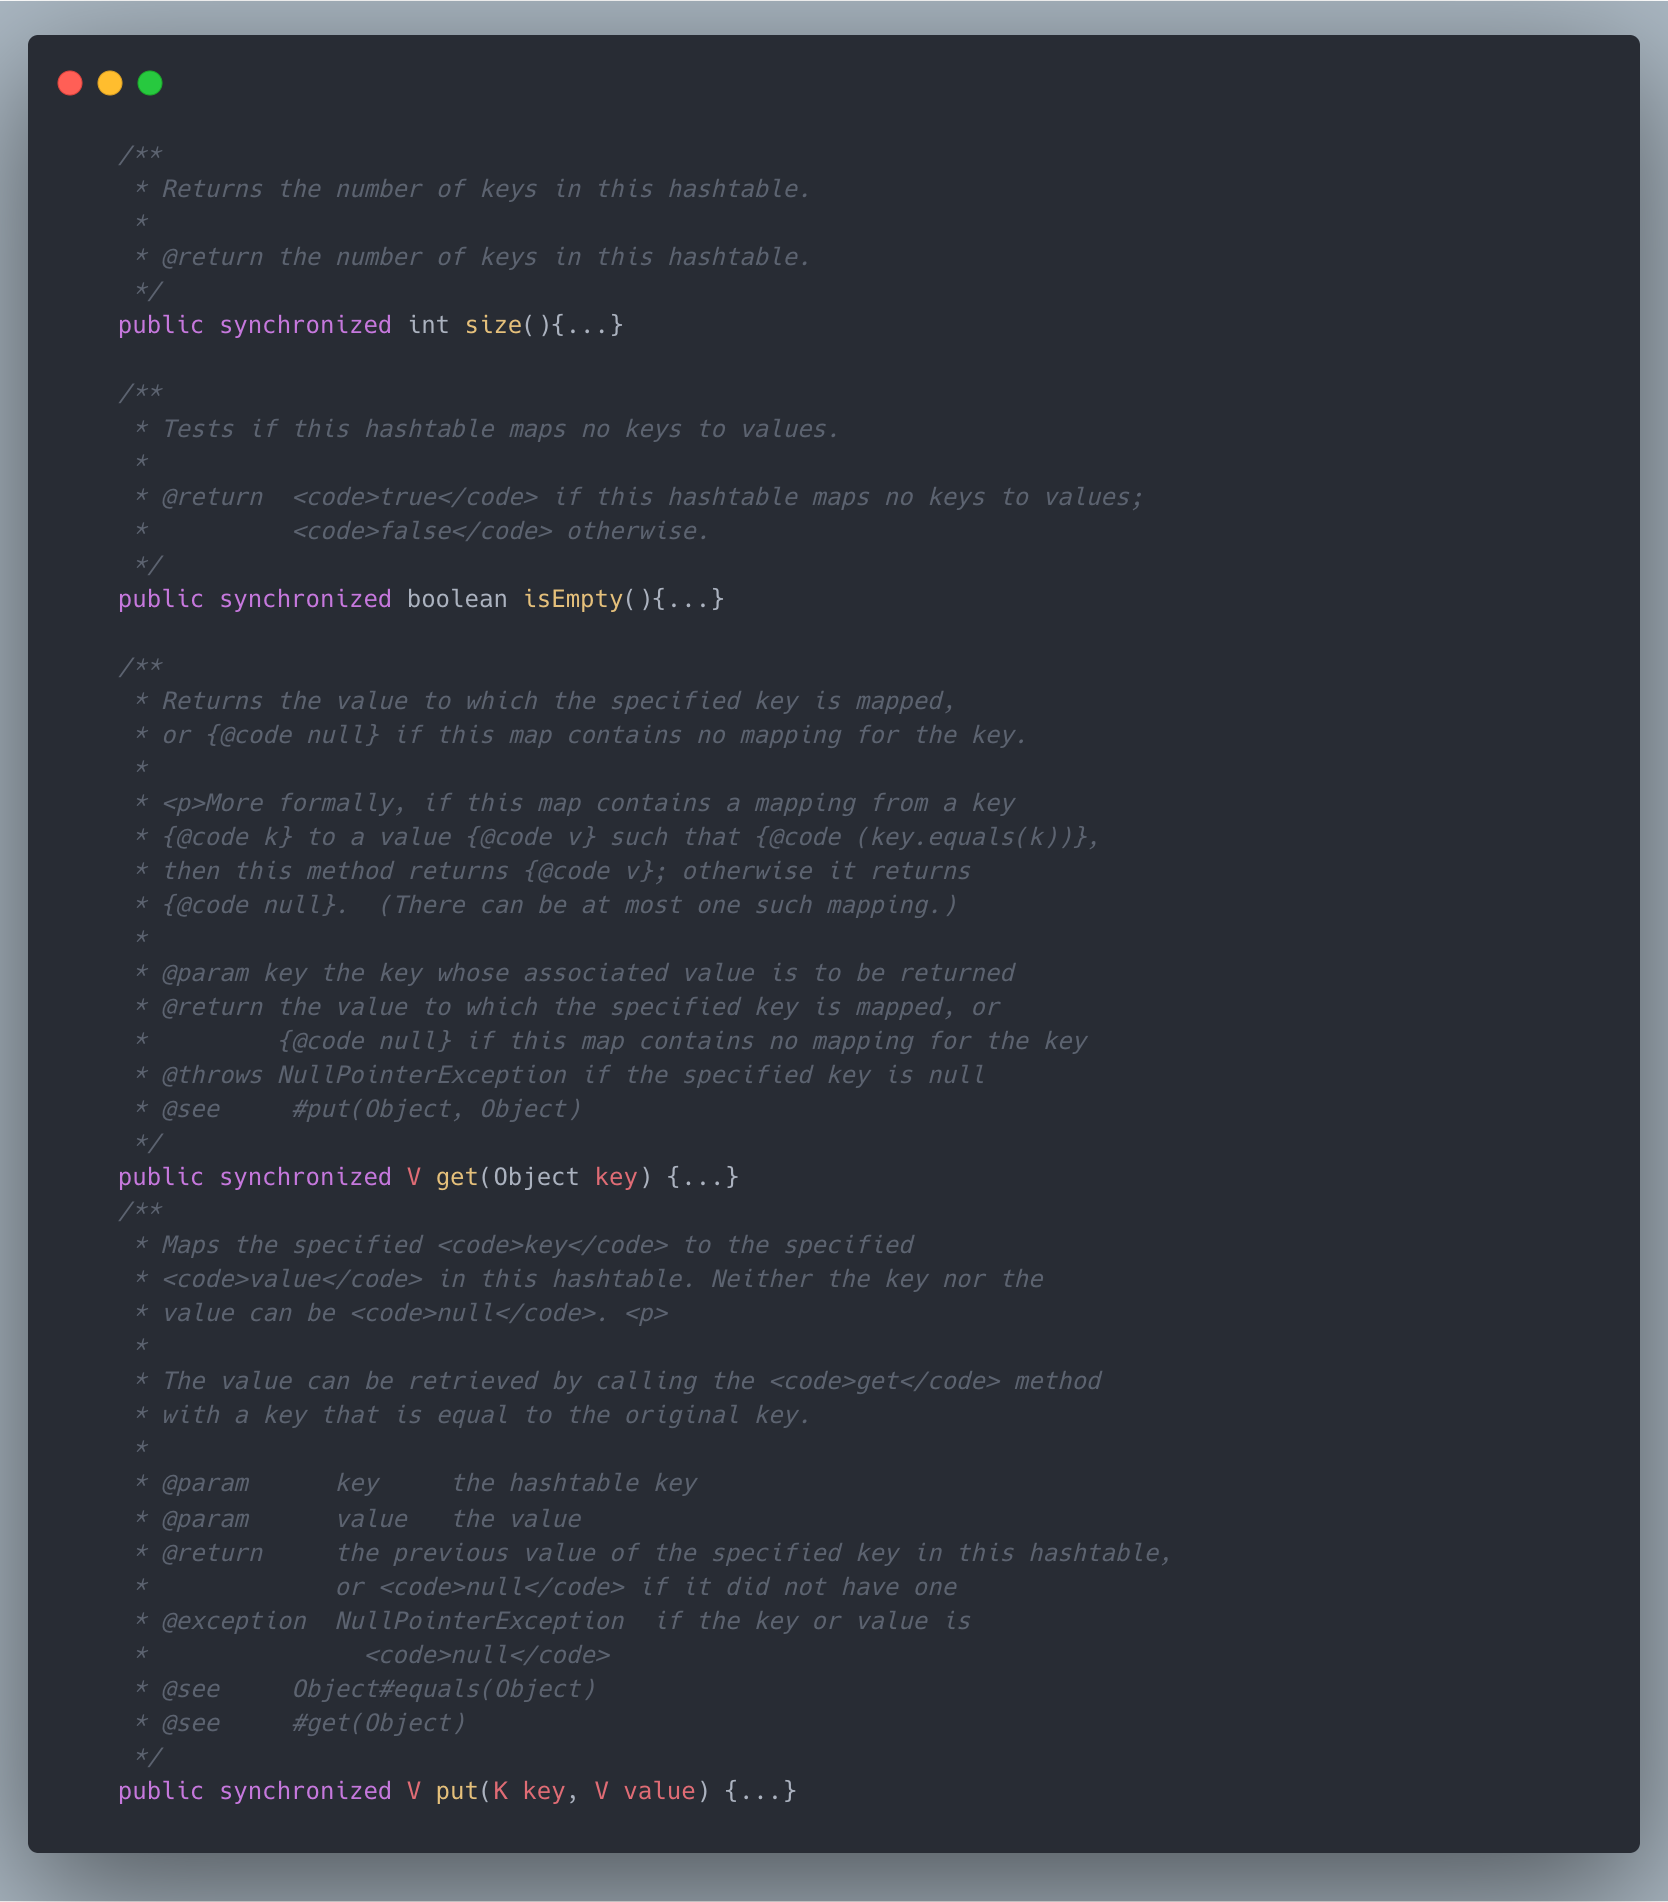 /**
 * Returns the number of keys in this hashtable.
 *
 * @return the number of keys in this hashtable.
 */
public synchronized int size(){...}

/**
 * Tests if this hashtable maps no keys to values.
 *
 * @return  <code>true</code> if this hashtable maps no keys to values;
 *          <code>false</code> otherwise.
 */
public synchronized boolean isEmpty(){...}

/**
 * Returns the value to which the specified key is mapped,
 * or {@code null} if this map contains no mapping for the key.
 *
 * <p>More formally, if this map contains a mapping from a key
 * {@code k} to a value {@code v} such that {@code (key.equals(k))},
 * then this method returns {@code v}; otherwise it returns
 * {@code null}.  (There can be at most one such mapping.)
 *
 * @param key the key whose associated value is to be returned
 * @return the value to which the specified key is mapped, or
 *         {@code null} if this map contains no mapping for the key
 * @throws NullPointerException if the specified key is null
 * @see     #put(Object, Object)
 */
public synchronized V get(Object key) {...}
/**
 * Maps the specified <code>key</code> to the specified
 * <code>value</code> in this hashtable. Neither the key nor the
 * value can be <code>null</code>. <p>
 *
 * The value can be retrieved by calling the <code>get</code> method
 * with a key that is equal to the original key.
 *
 * @param      key     the hashtable key
 * @param      value   the value
 * @return     the previous value of the specified key in this hashtable,
 *             or <code>null</code> if it did not have one
 * @exception  NullPointerException  if the key or value is
 *               <code>null</code>
 * @see     Object#equals(Object)
 * @see     #get(Object)
 */
public synchronized V put(K key, V value) {...}